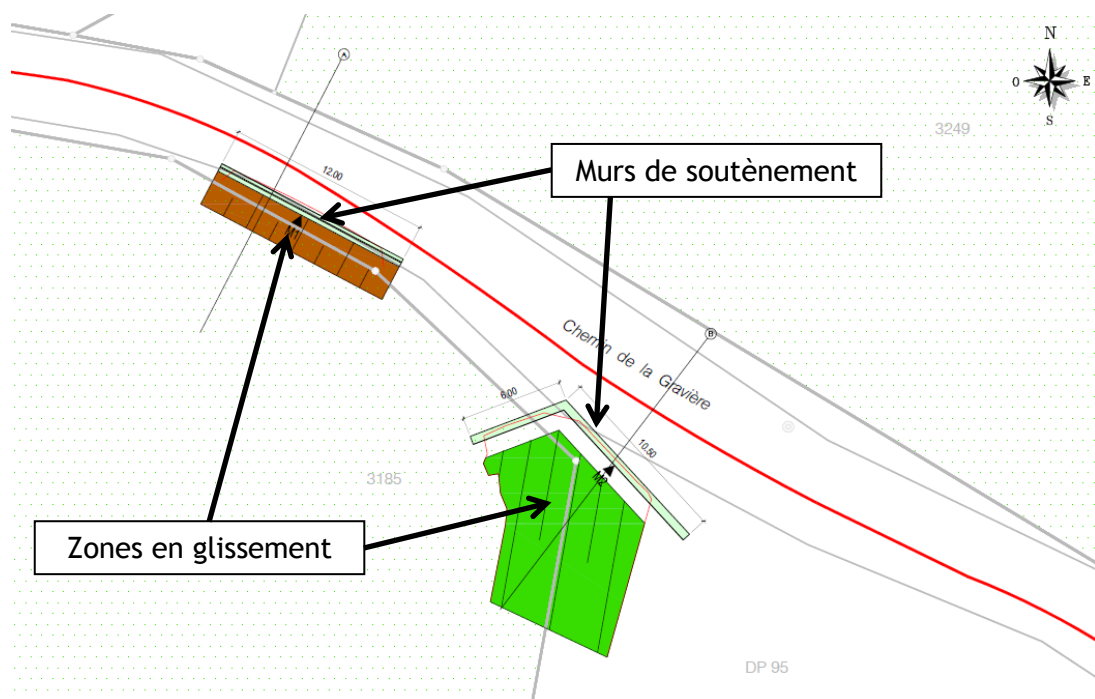 N
O
E
S
A
3249
12.00
Murs de soutènement
B
Chemin de la Gravière
6.00
10.50
3185
M2
Zones en glissement
DP 95